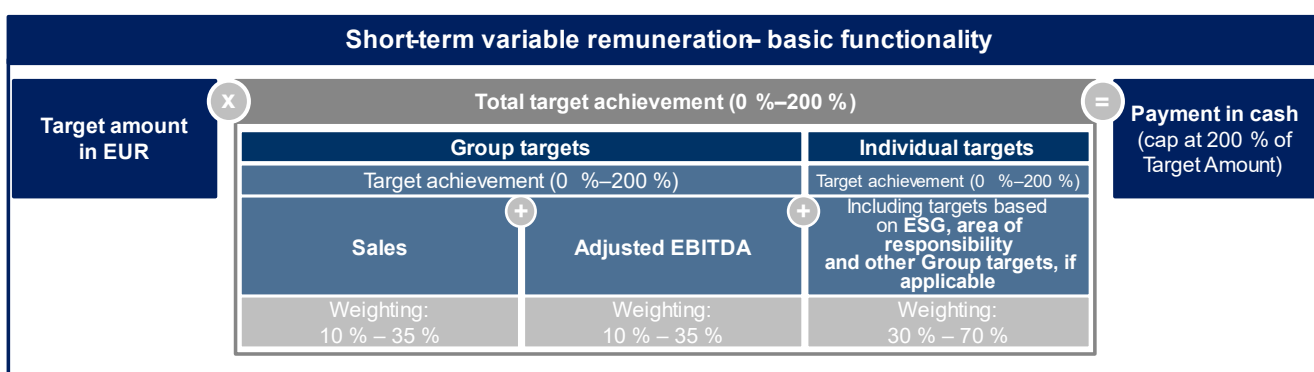 Short-term variable remuneration– basic functionality
Target amount
in EUR
x
Total target achievement (0 %–200 %)
=
Payment in cash
(cap at 200 % of
Target Amount)
Group targets
Individual targets
Target achievement (0 %–200 %)
Target achievement (0 %–200 %)
Sales
+
Adjusted EBITDA
+
Including targets based
on ESG, area of
responsibility
and other Group targets, if
applicable
Weighting:
10 % – 35 %
Weighting:
10 % – 35 %
Weighting:
30 % – 70 %